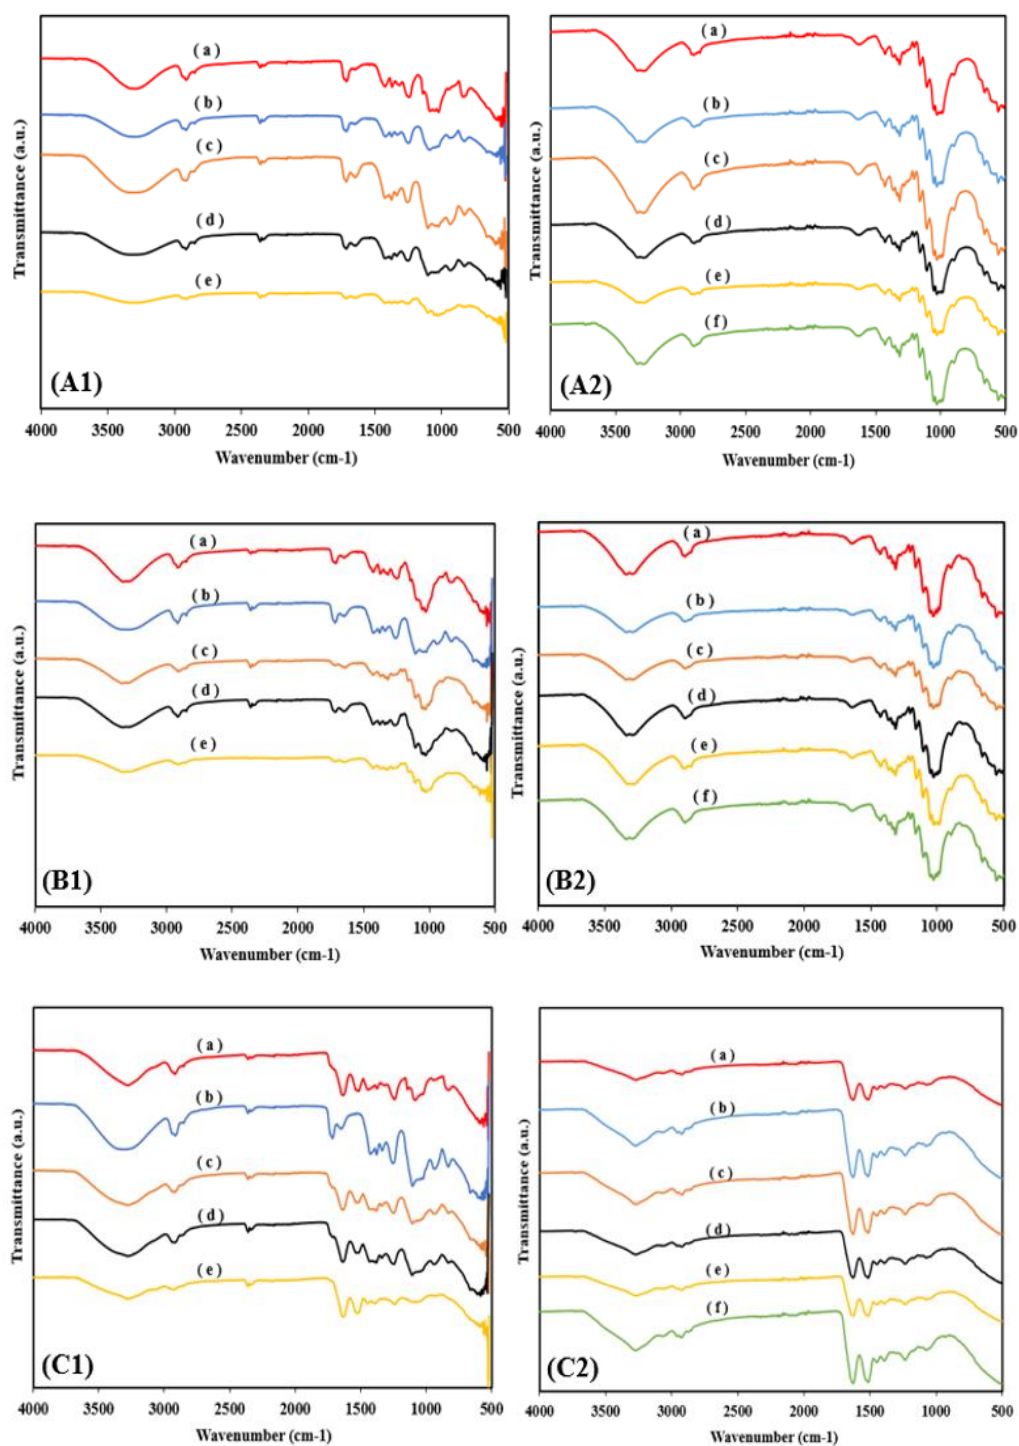 ( a )
( b )
( c )
( d )
( e )
Transmittance (a.u.)
(A1)
4000 3500 3000 2500 2000 1500 1000 500
Wavenumber (cm-1)
( a )
( b )
( c )
( d )
( e )
( f )
Transmittance (a.u.)
(A2)
4000 3500 3000 2500 2000 1500 1000 500
Wavenumber (cm-1)
( a )
( b )
( c )
( d )
( e )
Transmittance (a.u.)
(B1)
4000 3500 3000 2500 2000 1500 1000 500
Wavenumber (cm-1)
( a )
( b )
( c )
( d )
( e )
( f )
Transmittance (a.u.)
(B2)
4000 3500 3000 2500 2000 1500 1000 500
Wavenumber (cm-1)
( a )
( b )
( c )
( d )
( e )
Transmittance (a.u.)
(C1)
4000 3500 3000 2500 2000 1500 1000 500
Wavenumber (cm-1)
( a )
( b )
( c )
( d )
( e )
( f )
Transmittance (a.u.)
(C2)
4000 3500 3000 2500 2000 1500 1000 500
Wavenumber (cm-1)